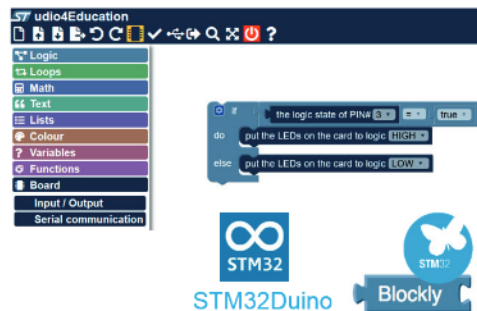 ST udio4Education
?
Logic
Loops
Math
Text
Lists
Colour
? Variables
Functions
Board
Input / Output
Serial communication
if the logic state of PIN# 3 = true
do put the LEDs on the card to logic HIGH
else put the LEDs on the card to logic LOW
STM32
STM32Duino
STM32
Blockly